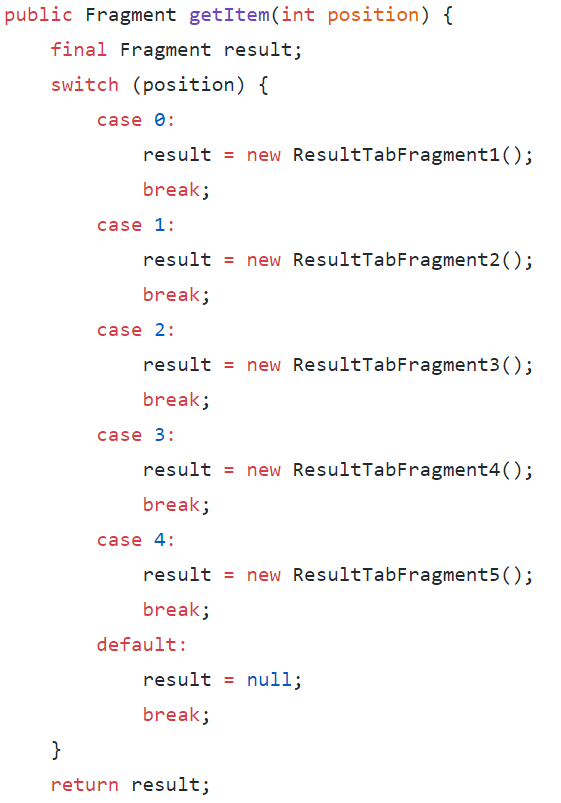 public Fragment getItem(int position) {
    final Fragment result;
    switch (position) {
        case 0:
            result = new ResultTabFragment1();
            break;
        case 1:
            result = new ResultTabFragment2();
            break;
        case 2:
            result = new ResultTabFragment3();
            break;
        case 3:
            result = new ResultTabFragment4();
            break;
        case 4:
            result = new ResultTabFragment5();
            break;
        default:
            result = null;
            break;
    }
    return result;